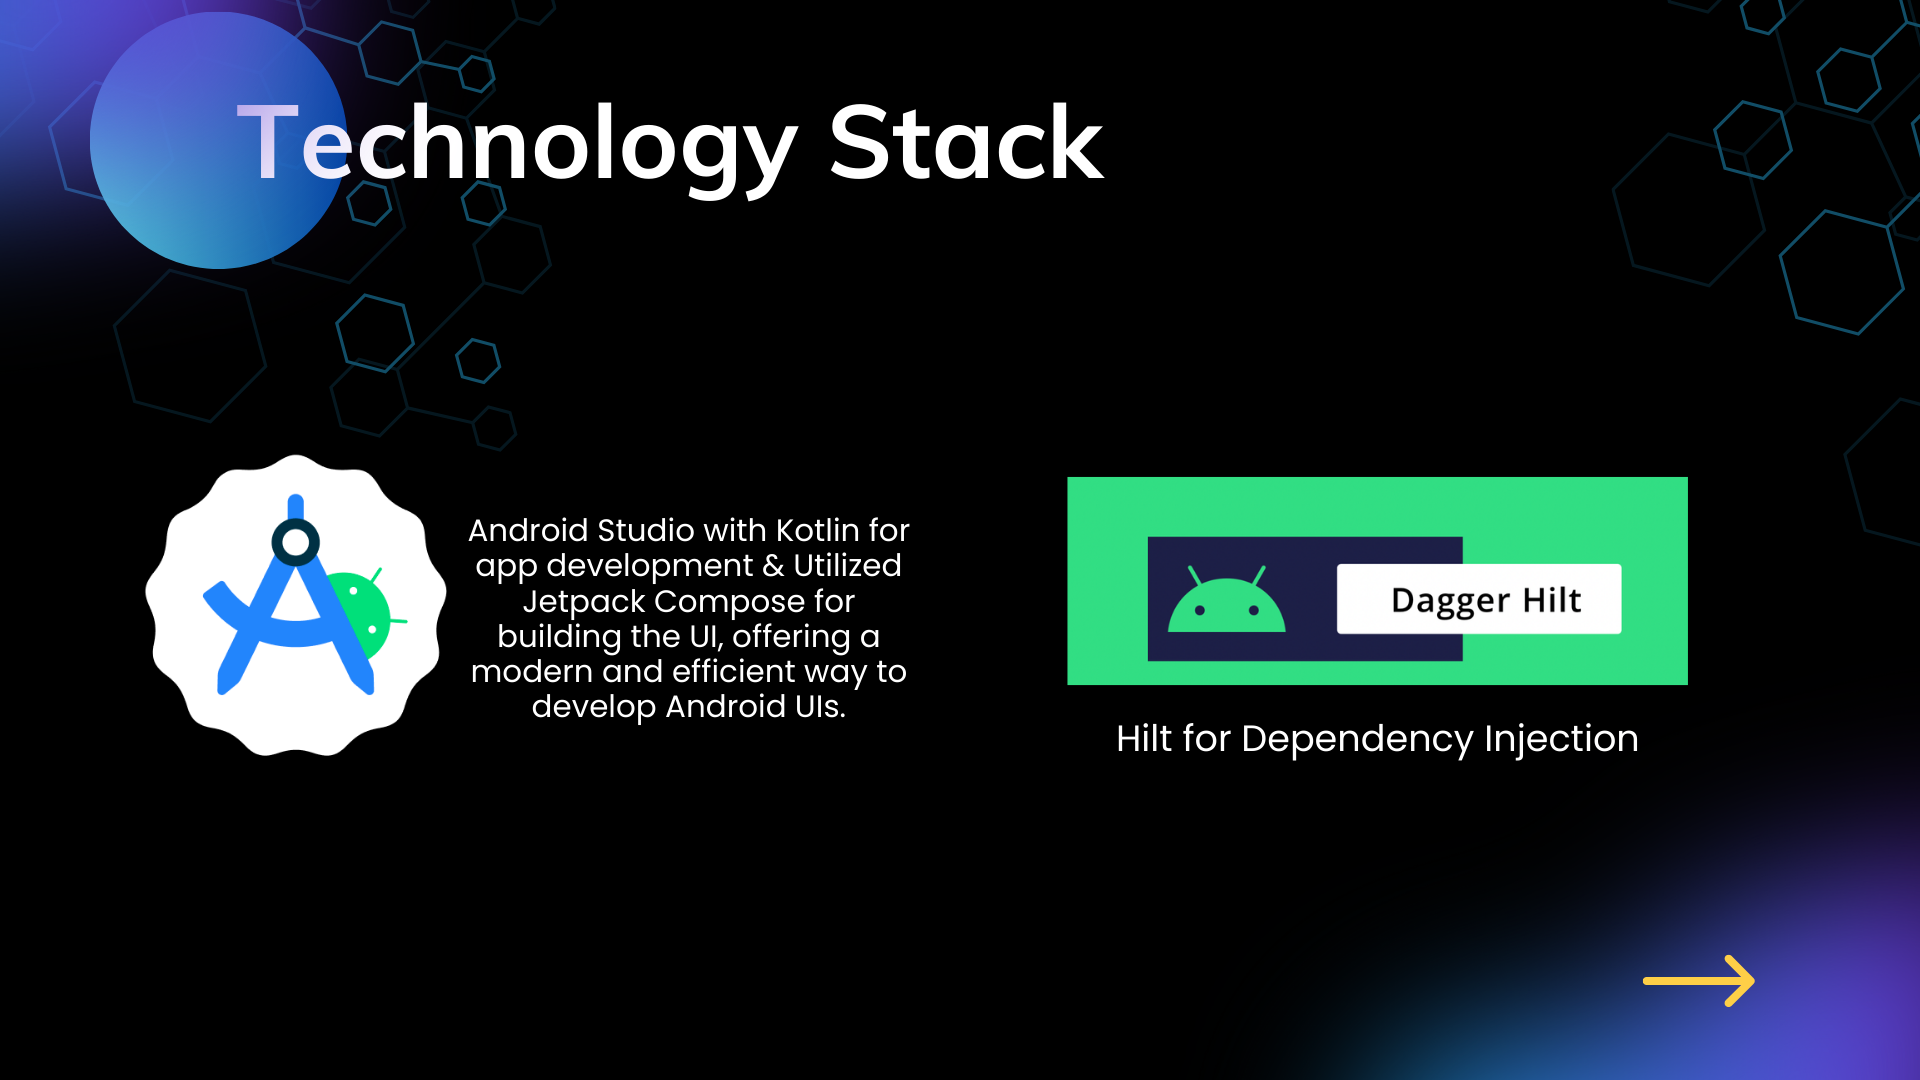 Technology Stack
Android Studio with Kotlin for
app development & Utilized
Jetpack Compose for
building the UI, offering a
modern and efficient way to
develop Android UIs.
Dagger Hilt
Hilt for Dependency Injection